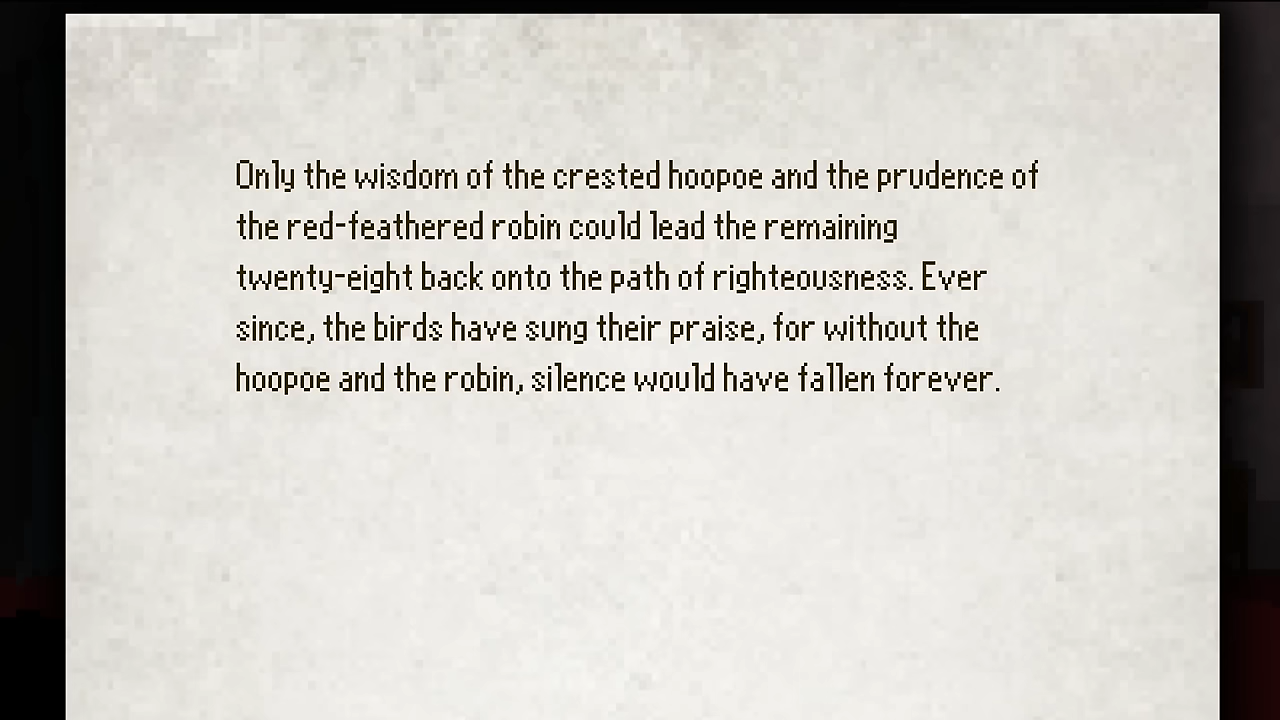 Only the wisdom of the crested hoopoe and the prudence of
the red-feathered robin could lead the remaining
twenty-eight back onto the path of righteousness. Ever
since, the birds have sung their praise, for without the
hoopoe and the robin, silence would have fallen forever.